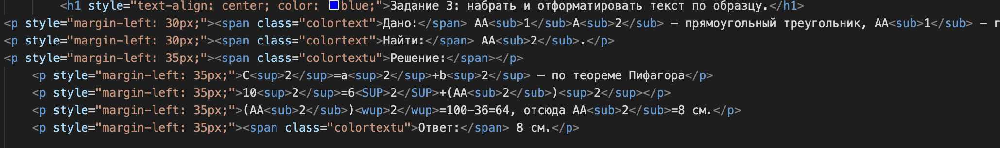 <h1 style="text-align: center; color: blue;">Задание 3: набрать и отформатировать текст по образцу.</h1>
<p style="margin-left: 30px;"><span class="colortext">Дано:</span> AA<sub>1</sub>A<sub>2</sub> – прямоугольный треугольник, AA<sub>1</sub> – г
<p style="margin-left: 30px;"><span class="colortext">Найти:</span> AA<sub>2</sub>.</p>
<p style="margin-left: 35px;"><span class="colortextu">Решение:</span></p>
<p style="margin-left: 35px;">C<sup>2</sup>=a<sup>2</sup>+b<sup>2</sup> – по теореме Пифагора</p>
<p style="margin-left: 35px;">10<sup>2</sup>=6<SUP>2</SUP>+(AA<sub>2</sub>)<sup>2</sup></p>
<p style="margin-left: 35px;">(AA<sub>2</sub>)<wup>2</wup>=100-36=64, отсюда AA<sub>2</sub>=8 см.</p>
<p style="margin-left: 35px;"><span class="colortextu">Ответ:</span> 8 см.</p>